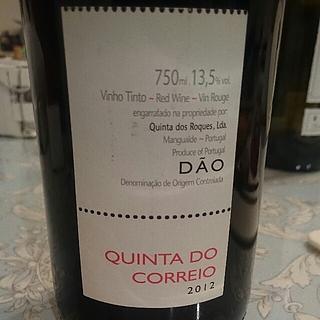 750ml 13,5% vol.
Vinho Tinto ~ Red Wine ~ Vin Rouge
engarrafado na propriedade por:
Quinta dos Roques, Lda.
Mangualde ~ Portugal
Produce of Portugal
DÃO
Denominação de Origem Controlada
QUINTA DO
CORREIO
2012